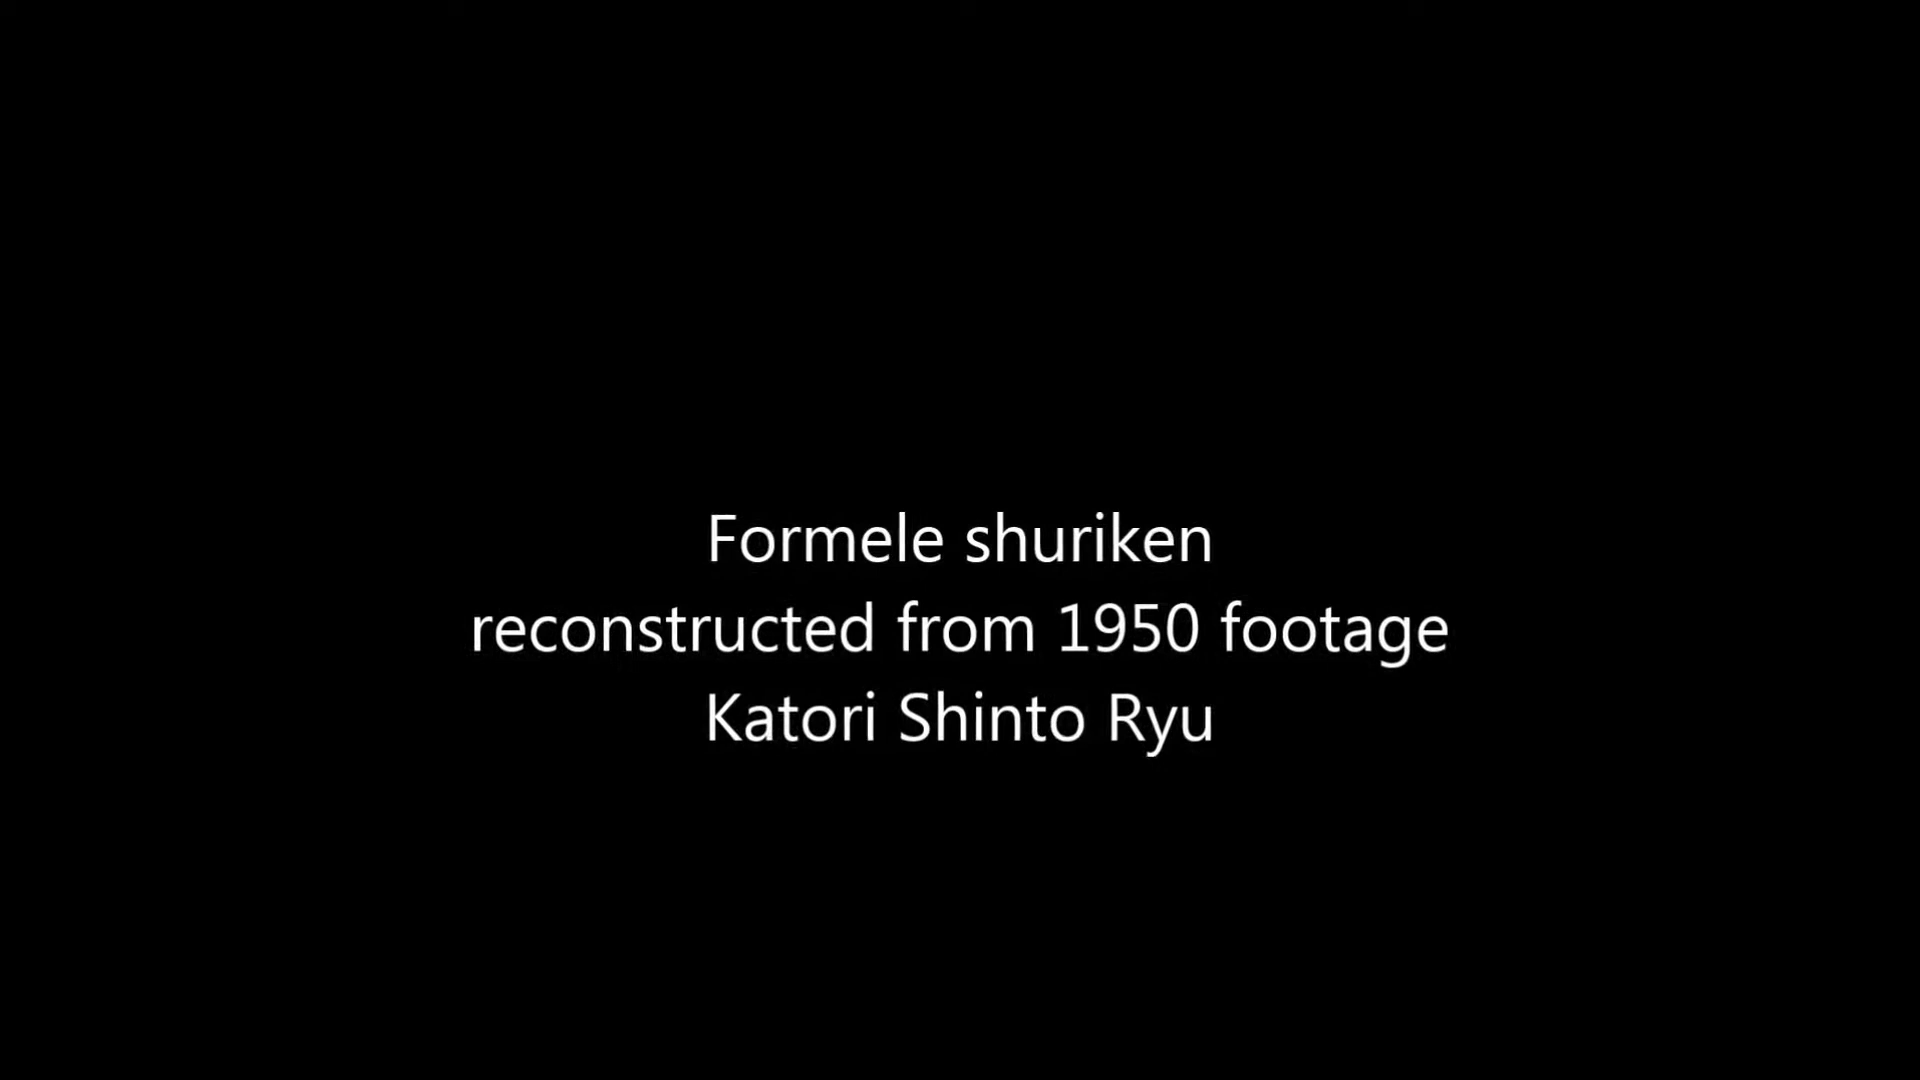 Formele shuriken
reconstructed from 1950 footage
Katori Shinto Ryu